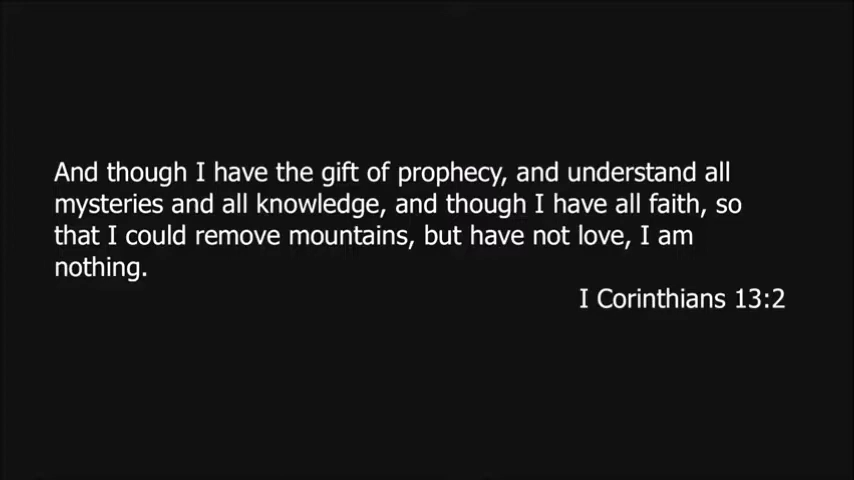 And though I have the gift of prophecy, and understand all
mysteries and all knowledge, and though I have all faith, so
that I could remove mountains, but have not love, I am
nothing.
I Corinthians 13:2